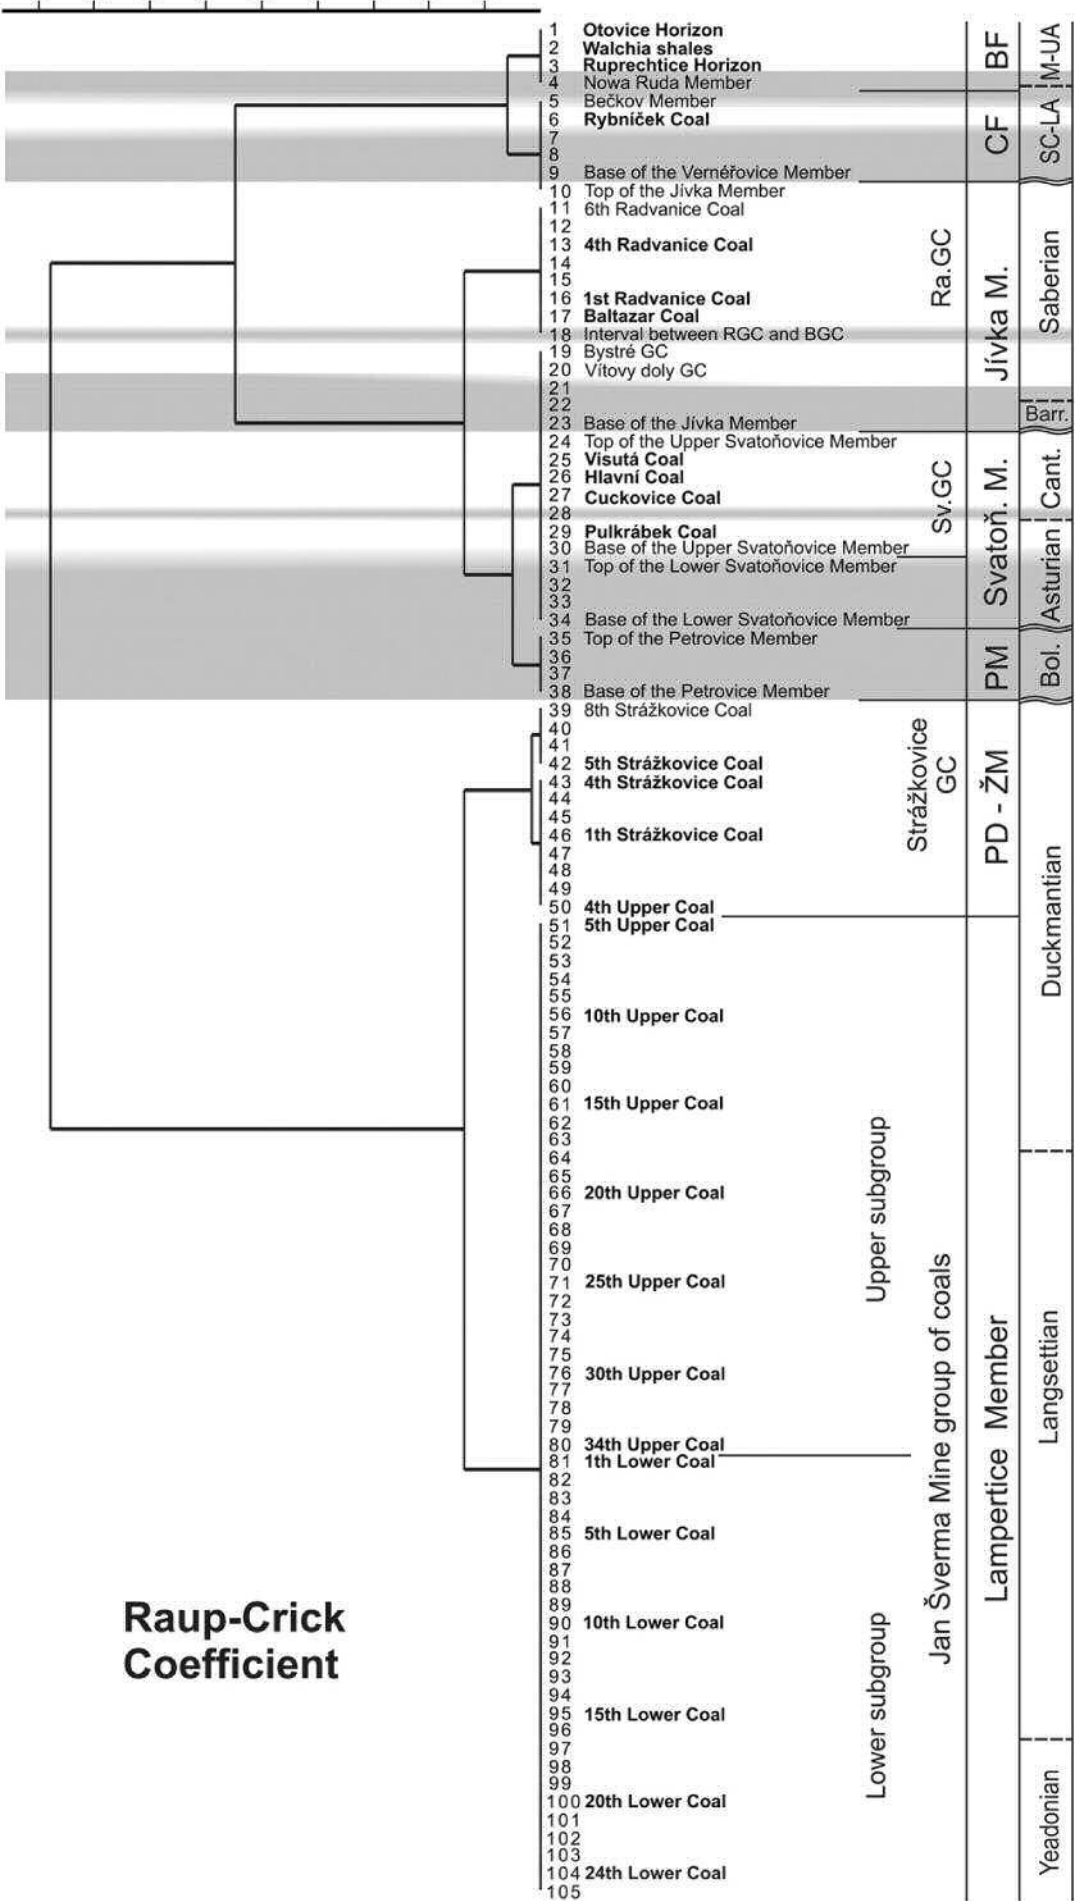 1 Otovice Horizon
2 Walchia shales
3 Ruprechtice Horizon
4 Nowa Ruda Member
5 Bečkov Member
6 Rybníček Coal
7
8
9 Base of the Vernéřovice Member
10 Top of the Jívka Member
11 6th Radvanice Coal
12
13 4th Radvanice Coal
14
15
16 1st Radvanice Coal
17 Baltazar Coal
18 Interval between RGC and BGC
19 Bystré GC
20 Vítovy doly GC
21
22
23 Base of the Jívka Member
24 Top of the Upper Svatoňovice Member
25 Visutá Coal
26 Hlavní Coal
27 Cuckovice Coal
28
29 Pulkrábek Coal
30 Base of the Upper Svatoňovice Member
31 Top of the Lower Svatoňovice Member
32
33
34 Base of the Lower Svatoňovice Member
35 Top of the Petrovice Member
36
37
38 Base of the Petrovice Member
39 8th Strážkovice Coal
40
41
42 5th Strážkovice Coal
43 4th Strážkovice Coal
44
45
46 1th Strážkovice Coal
47
48
49
50 4th Upper Coal
51 5th Upper Coal
52
53
54
55
56 10th Upper Coal
57
58
59
60
61 15th Upper Coal
62
63
64
65
66 20th Upper Coal
67
68
69
70
71 25th Upper Coal
72
73
74
75
76 30th Upper Coal
77
78
79
80 34th Upper Coal
81 1th Lower Coal
82
83
84
85 5th Lower Coal
86
87
88
89
90 10th Lower Coal
91
92
93
94
95 15th Lower Coal
96
97
98
99
100 20th Lower Coal
101
102
103
104 24th Lower Coal
105
Ra.GC
Sv.GC
Strážkovice
GC
Upper subgroup
Lower subgroup
Jan Šverma Mine group of coals
BF
CF
Jívka M.
Svatoň. M.
PM
PD - ŽM
Lampertice Member
M-UA
SC-LA
Saberian
Barr.
Cant.
Asturian
Bol.
Duckmantian
Langsettian
Yeadonian
Raup-Crick
Coefficient